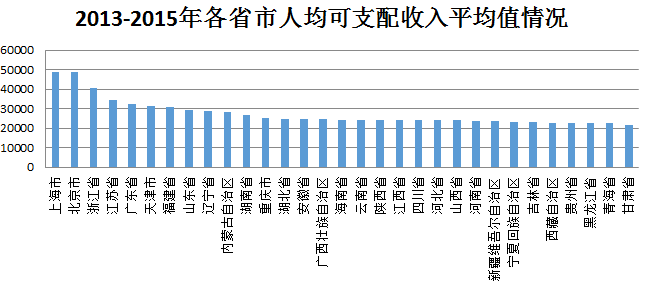 2013-2015年各省市人均可支配收入平均值情况
60000
50000
40000
30000
20000
10000
0
上海市
北京市
浙江省
江苏省
广东省
天津市
福建省
山东省
辽宁省
内蒙古自治区
湖南省
重庆市
湖北省
安徽省
广西壮族自治区
海南省
云南省
陕西省
江西省
四川省
河北省
山西省
河南省
新疆维吾尔自治区
宁夏回族自治区
吉林省
西藏自治区
贵州省
黑龙江省
青海省
甘肃省